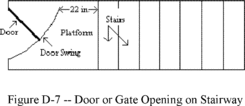 22 in
Stairs
Door
Platform
Door Swing
Figure D-7 -- Door or Gate Opening on Stairway